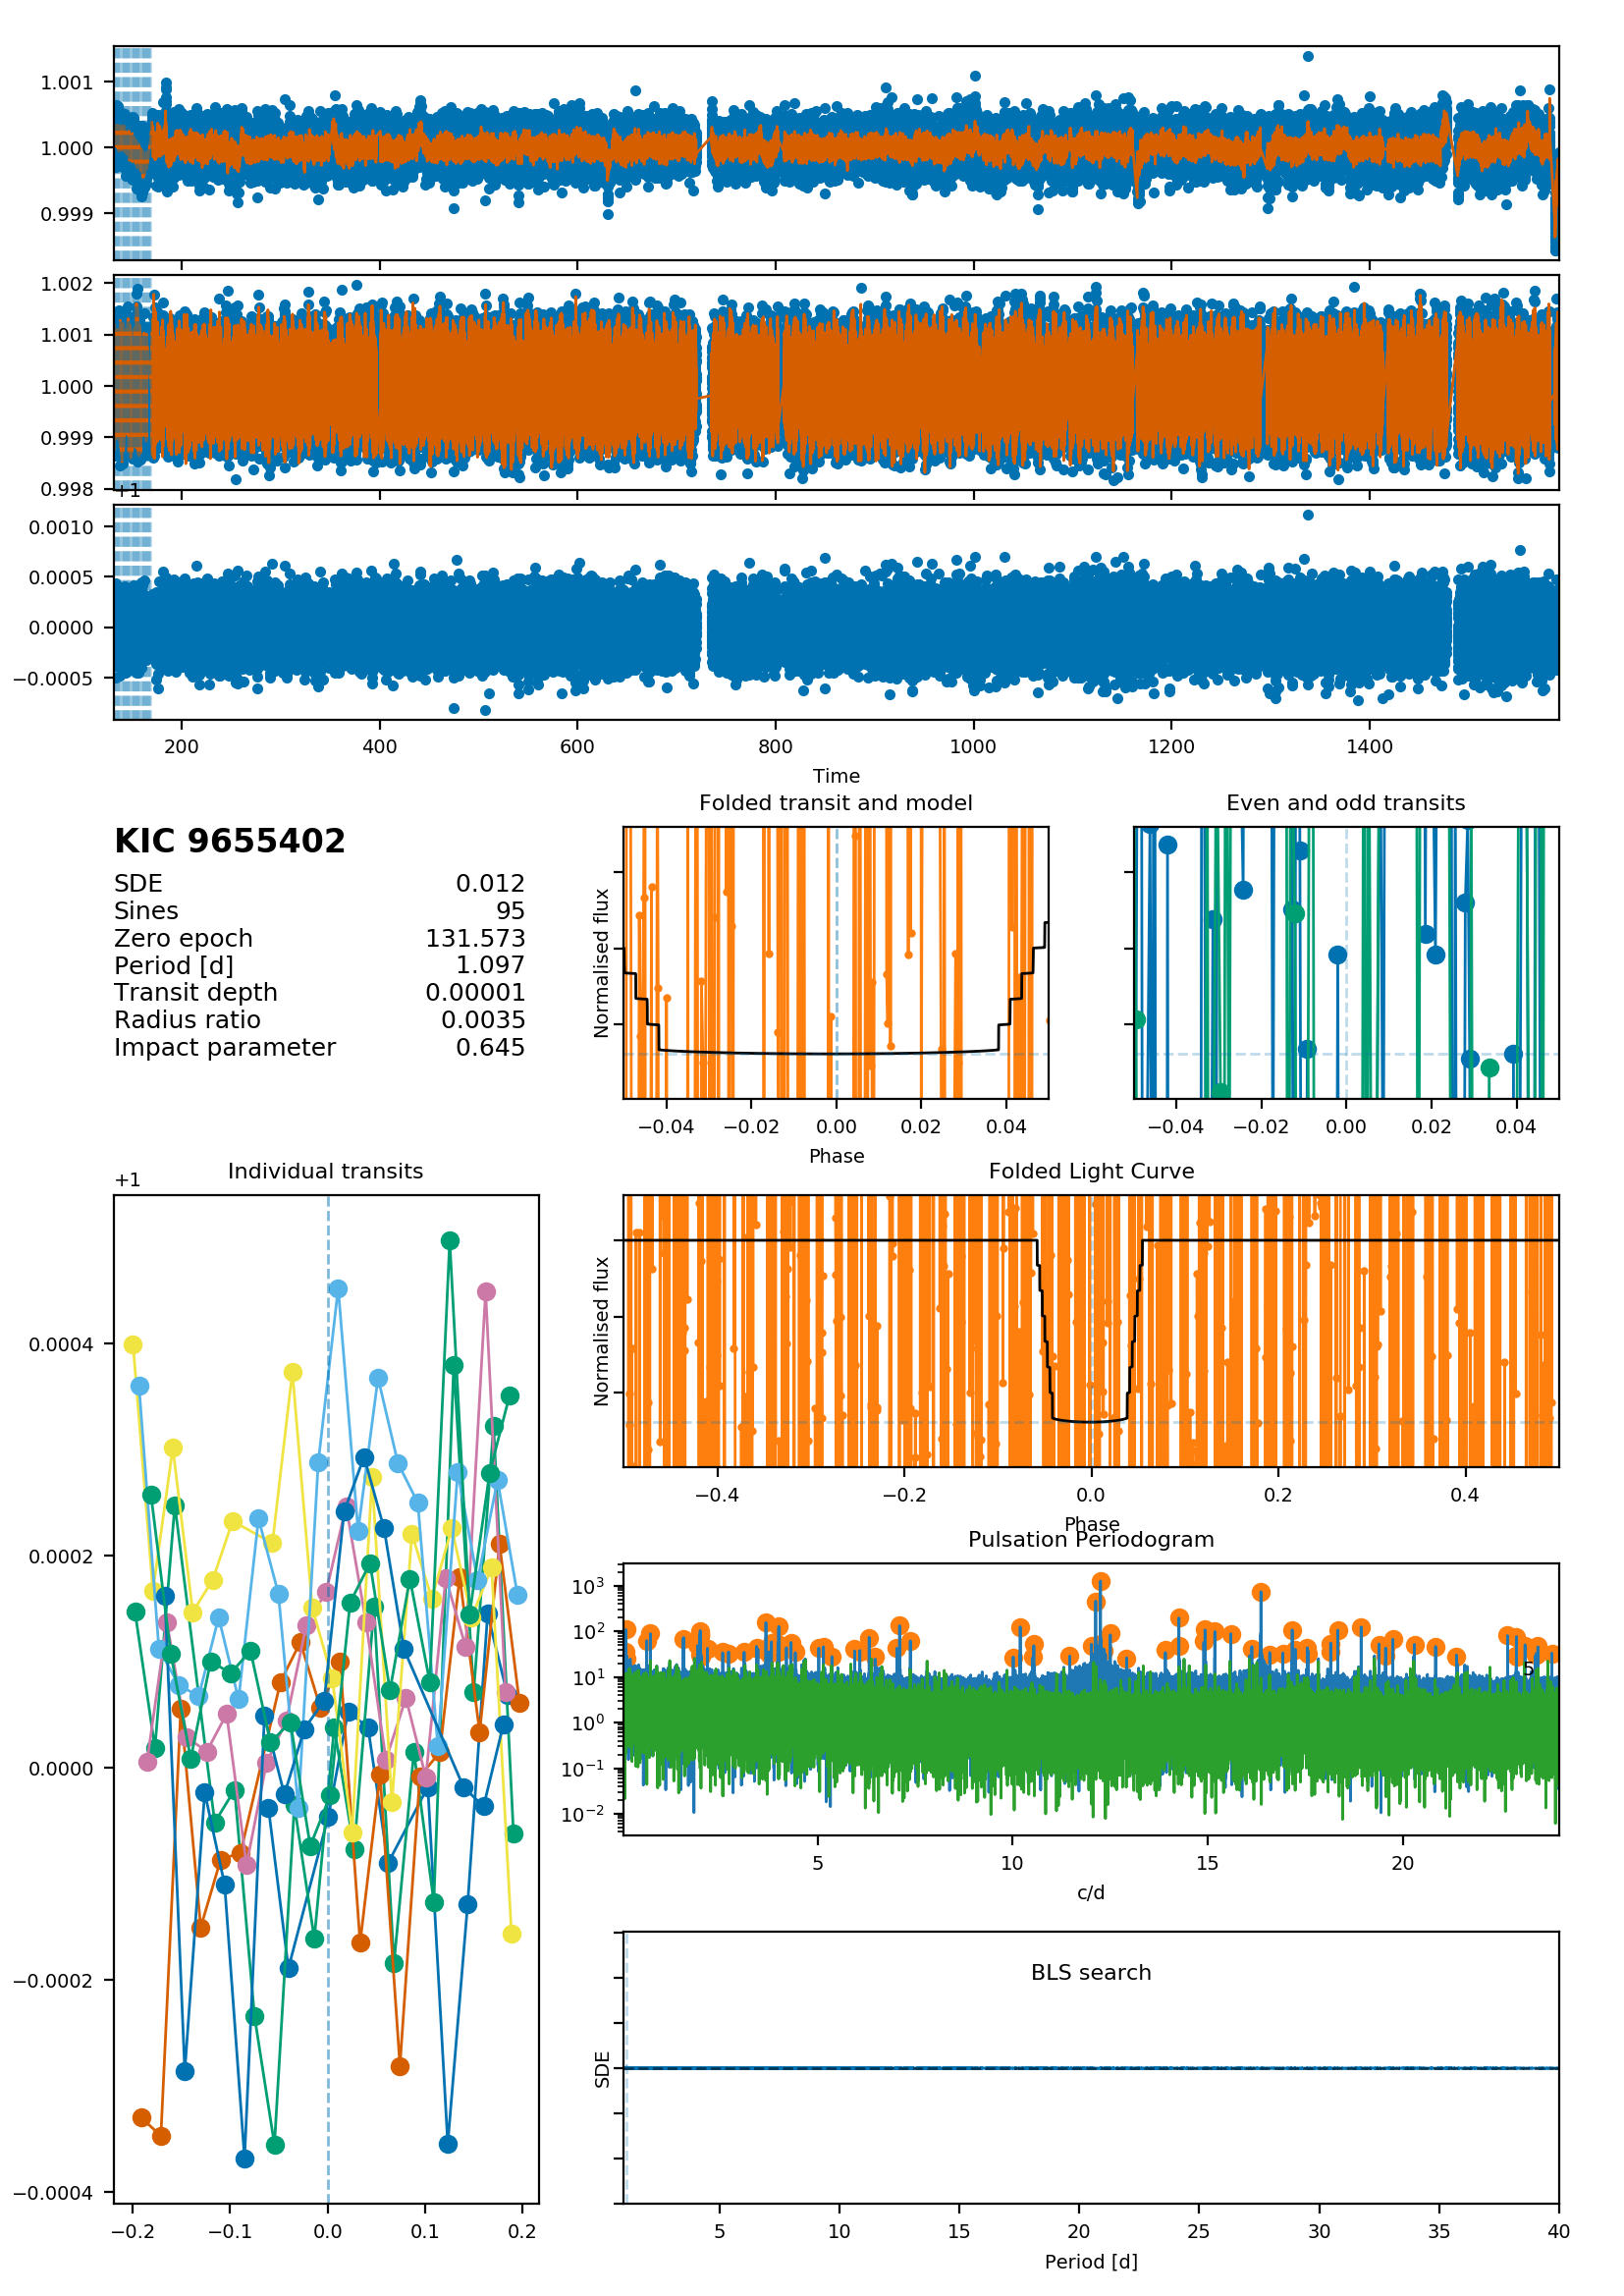 1.001
1.000
0.999
1.002
1.001
1.000
0.999
0.998
+1
0.0010
0.0005
0.0000
−0.0005
200 400 600 800 1000 1200 1400
Time
KIC 9655402
SDE 0.012
Sines 95
Zero epoch 131.573
Period [d] 1.097
Transit depth 0.00001
Radius ratio 0.0035
Impact parameter 0.645
Folded transit and model
Normalised flux
−0.04 −0.02 0.00 0.02 0.04
Phase
Even and odd transits
−0.04 −0.02 0.00 0.02 0.04
Individual transits
+1
0.0004
0.0002
0.0000
−0.0002
−0.0004
−0.2 −0.1 0.0 0.1 0.2
Folded Light Curve
Normalised flux
−0.4 −0.2 0.0 0.2 0.4
Phase
Pulsation Periodogram
10³
10²
10¹
10⁰
10⁻¹
10⁻²
5
5 10 15 20
c/d
BLS search
SDE
5 10 15 20 25 30 35 40
Period [d]